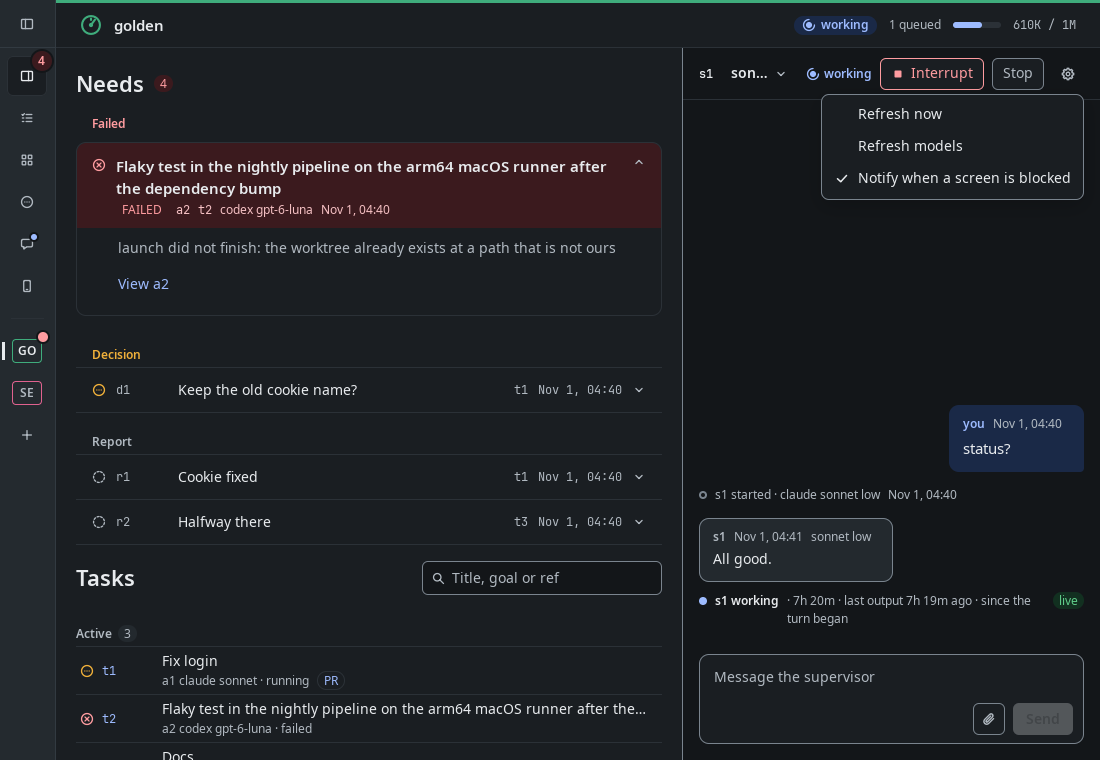 golden
working
1 queued
610K / 1M
4
GO
SE
Needs 4
Failed
Flaky test in the nightly pipeline on the arm64 macOS runner after
the dependency bump
FAILED a2 t2 codex gpt-6-luna Nov 1, 04:40
launch did not finish: the worktree already exists at a path that is not ours
View a2
Decision
d1 Keep the old cookie name? t1 Nov 1, 04:40
Report
r1 Cookie fixed t1 Nov 1, 04:40
r2 Halfway there t3 Nov 1, 04:40
Tasks
Title, goal or ref
Active 3
t1 Fix login
a1 claude sonnet · running PR
t2 Flaky test in the nightly pipeline on the arm64 macOS runner after the…
a2 codex gpt-6-luna · failed
Docs
s1 son… working Interrupt Stop
Refresh now
Refresh models
Notify when a screen is blocked
you Nov 1, 04:40
status?
s1 started · claude sonnet low Nov 1, 04:40
s1 Nov 1, 04:41 sonnet low
All good.
s1 working · 7h 20m · last output 7h 19m ago · since the live
turn began
Message the supervisor
Send